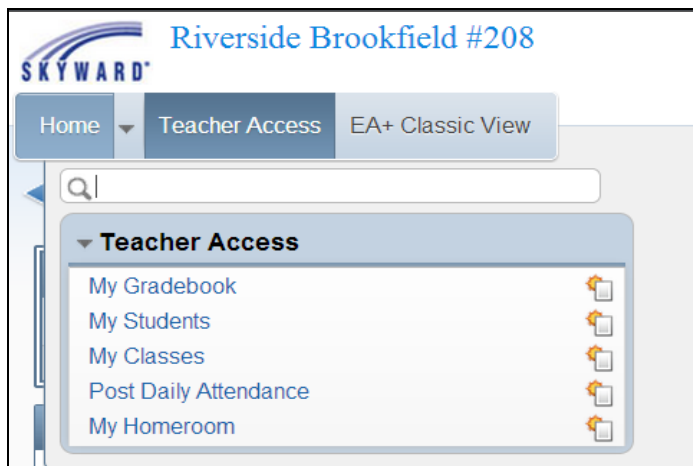 Riverside Brookfield #208
SKYWARD®
Home Teacher Access EA+ Classic View
Teacher Access
My Gradebook
My Students
My Classes
Post Daily Attendance
My Homeroom